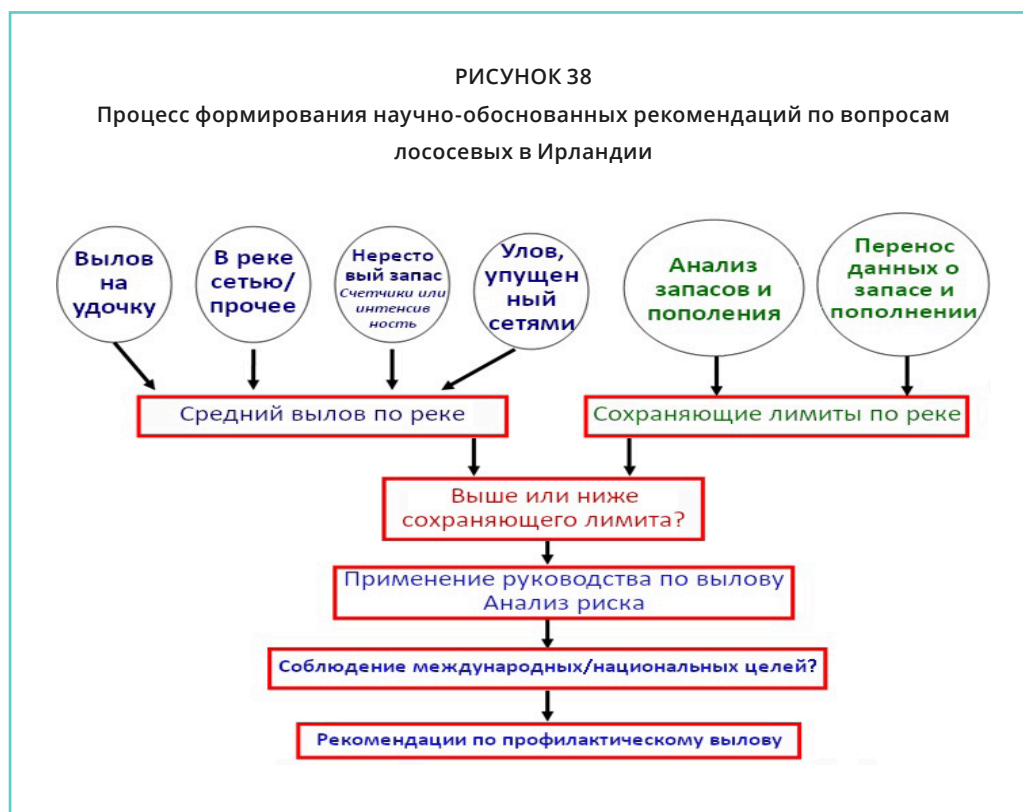 РИСУНОК 38
Процесс формирования научно-обоснованных рекомендаций по вопросам
лососевых в Ирландии
Вылов
на
удочку
В реке
сетью/
прочее
Нересто
вый запас
Счетчики или
интенсив
ность
Улов,
упущен
ный
сетями
Анализ
запасов и
пополения
Перенос
данных о
запасе и
пополнении
Средний вылов по реке
Сохраняющие лимиты по реке
Выше или ниже
сохраняющего лимита?
Применение руководства по вылову
Анализ риска
Соблюдение международных/национальных целей?
Рекомендации по профилактическому вылову